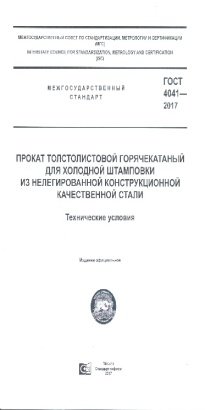 МЕЖГОСУДАРСТВЕННЫЙ СОВЕТ ПО СТАНДАРТИЗАЦИИ, МЕТРОЛОГИИ И СЕРТИФИКАЦИИ
(МГС)
INTERSTATE COUNCIL FOR STANDARDIZATION, METROLOGY AND CERTIFICATION
(ISC)
МЕЖГОСУДАРСТВЕННЫЙ
СТАНДАРТ
ГОСТ
4041—
2017
ПРОКАТ ТОЛСТОЛИСТОВОЙ ГОРЯЧЕКАТАНЫЙ
ДЛЯ ХОЛОДНОЙ ШТАМПОВКИ
ИЗ НЕЛЕГИРОВАННОЙ КОНСТРУКЦИОННОЙ
КАЧЕСТВЕННОЙ СТАЛИ
Технические условия
Издание официальное
Москва
Стандартинформ
2017